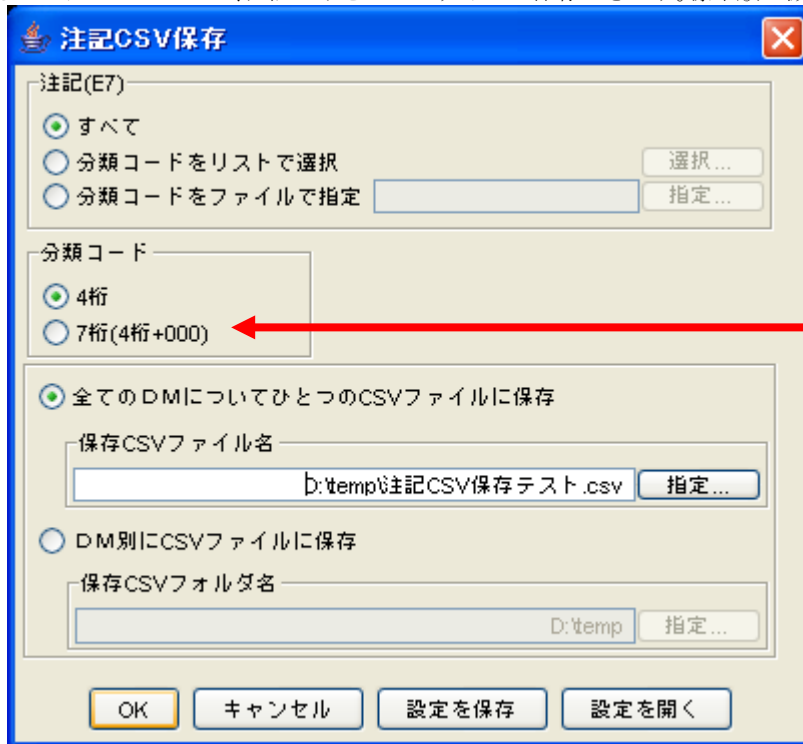 注記CSV保存
注記(E7)
すべて
分類コードをリストで選択
選択...
分類コードをファイルで指定
指定...
分類コード
4桁
7桁(4桁+000)
全てのDMについてひとつのCSVファイルに保存
保存CSVファイル名
D:\temp\注記CSV保存テスト.csv
指定...
DM別にCSVファイルに保存
保存CSVフォルダ名
D:\temp
指定...
OK キャンセル 設定を保存 設定を開く